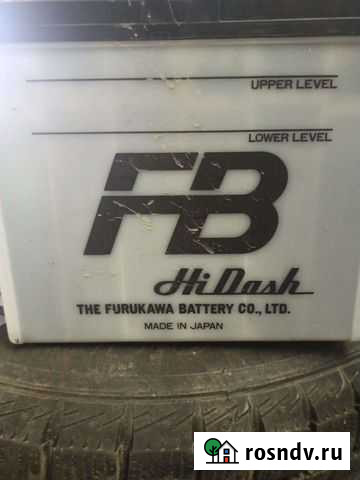 UPPER LEVEL
LOWER LEVEL
FB
Hi Dash
THE FURUKAWA BATTERY CO., LTD.
MADE IN JAPAN
rosndv.ru